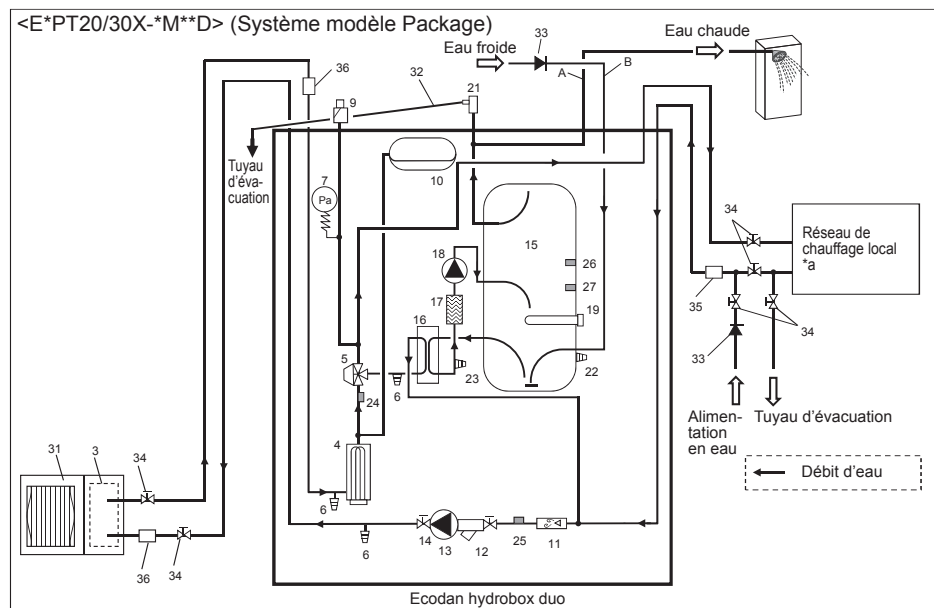 <E*PT20/30X-*M**D> (Système modèle Package)
Eau froide
33
Eau chaude
A
B
36
32
21
9
Tuyau
d'éva-
cuation
7
Pa
10
34
Réseau de
chauffage local
*a
15
18
26
27
17
19
35
34
16
33
5
23
22
6
24
Alimen-
tation
en eau
Tuyau d'évacuation
4
31
3
34
Débit d'eau
6
36
34
6
14
13
12
25
11
Ecodan hydrobox duo